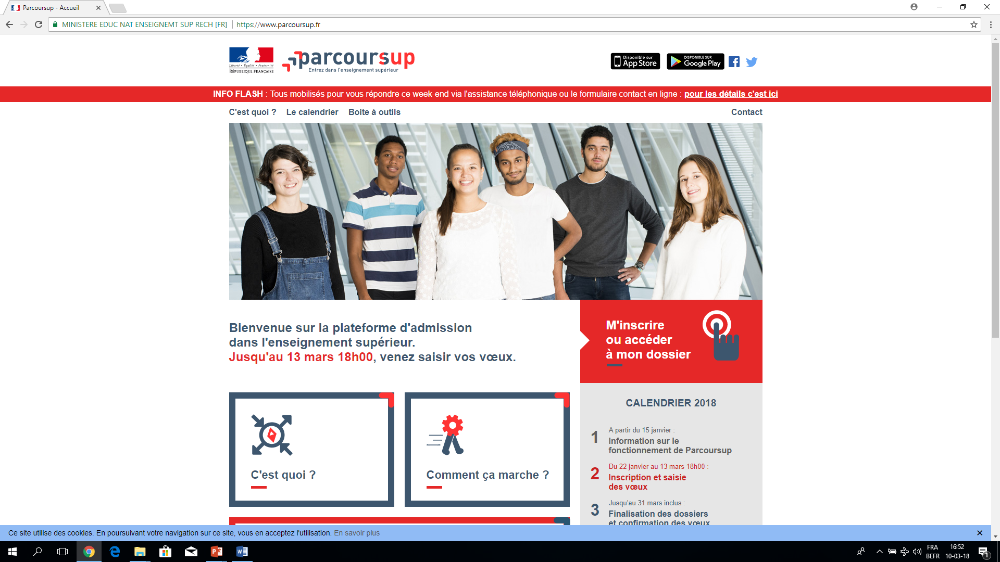 Parcoursup - Accueil
MINISTERE EDUC NAT ENSEIGNEMT SUP RECH [FR] https://www.parcoursup.fr
Liberté • Égalité • Fraternité
RÉPUBLIQUE FRANÇAISE
parcoursup
Entrez dans l'enseignement supérieur
Disponible sur
App Store
DISPONIBLE SUR
Google Play
INFO FLASH : Tous mobilisés pour vous répondre ce week-end via l'assistance téléphonique ou le formulaire contact en ligne : pour les détails c'est ici
C'est quoi ? Le calendrier Boite à outils Contact
Bienvenue sur la plateforme d'admission
dans l'enseignement supérieur.
Jusqu'au 13 mars 18h00, venez saisir vos vœux.
M'inscrire
ou accéder
à mon dossier
C'est quoi ?
Comment ça marche ?
CALENDRIER 2018
1
A partir du 15 janvier :
Information sur le
fonctionnement de Parcoursup
2
Du 22 janvier au 13 mars 18h00 :
Inscription et saisie
des vœux
3
Jusqu'au 31 mars inclus :
Finalisation des dossiers
et confirmation des vœux
Ce site utilise des cookies. En poursuivant votre navigation sur ce site, vous en acceptez l'utilisation. En savoir plus
FRA
BEFR
16:52
10-03-18
1